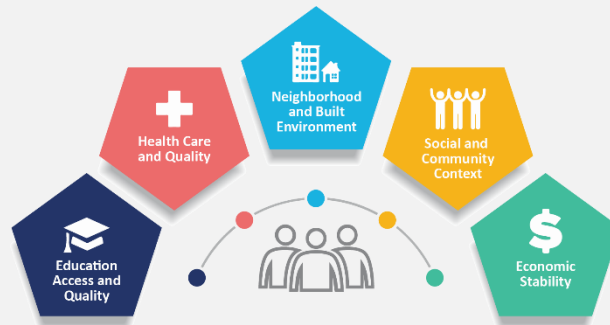 Education
Access and
Quality
Health Care
and Quality
Neighborhood
and Built
Environment
Social and
Community
Context
$
Economic
Stability